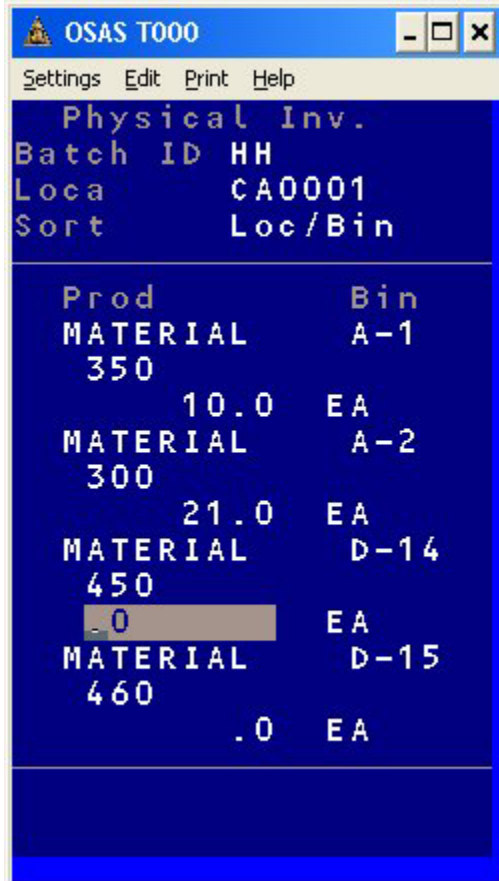 OSAS T000
Settings Edit Print Help
Physical Inv.
Batch ID HH
Loca CA0001
Sort Loc/Bin
Prod Bin
MATERIAL A-1
350
10.0 EA
MATERIAL A-2
300
21.0 EA
MATERIAL D-14
450
.0 EA
MATERIAL D-15
460
.0 EA